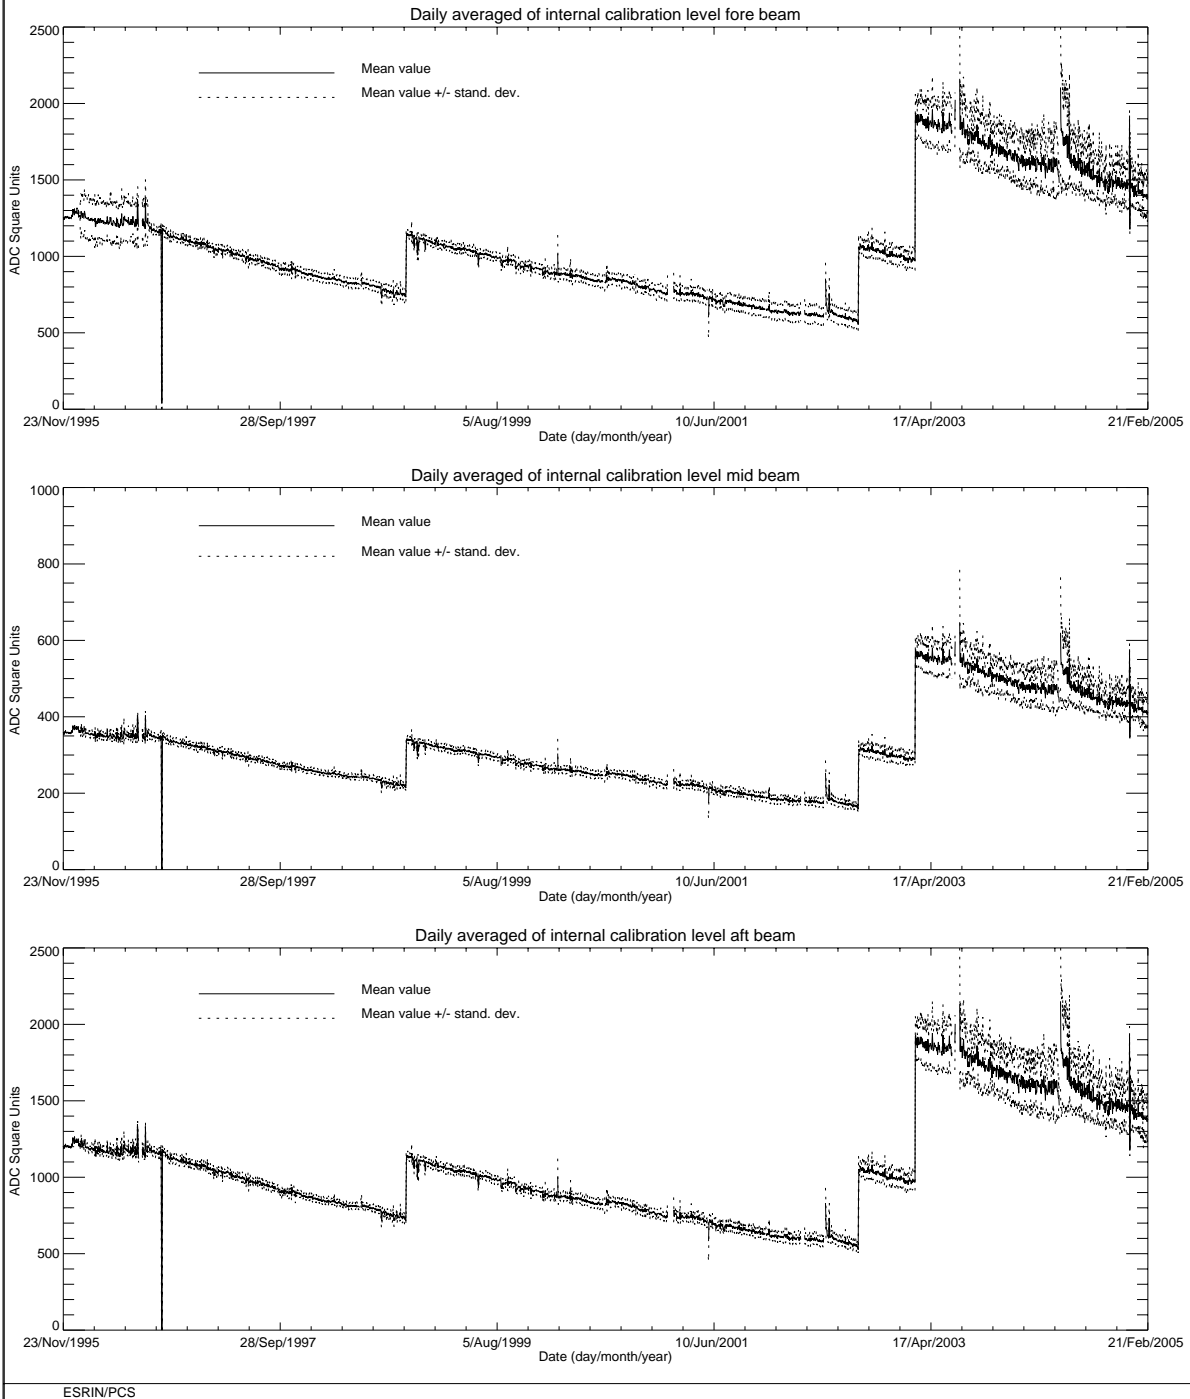 Daily averaged of internal calibration level fore beam
2500
2000
1500
1000
500
0
ADC Square Units
Mean value
Mean value +/- stand. dev.
23/Nov/1995 28/Sep/1997 5/Aug/1999 10/Jun/2001 17/Apr/2003 21/Feb/2005
Date (day/month/year)
Daily averaged of internal calibration level mid beam
1000
800
600
400
200
0
ADC Square Units
Mean value
Mean value +/- stand. dev.
23/Nov/1995 28/Sep/1997 5/Aug/1999 10/Jun/2001 17/Apr/2003 21/Feb/2005
Date (day/month/year)
Daily averaged of internal calibration level aft beam
2500
2000
1500
1000
500
0
ADC Square Units
Mean value
Mean value +/- stand. dev.
23/Nov/1995 28/Sep/1997 5/Aug/1999 10/Jun/2001 17/Apr/2003 21/Feb/2005
Date (day/month/year)
ESRIN/PCS